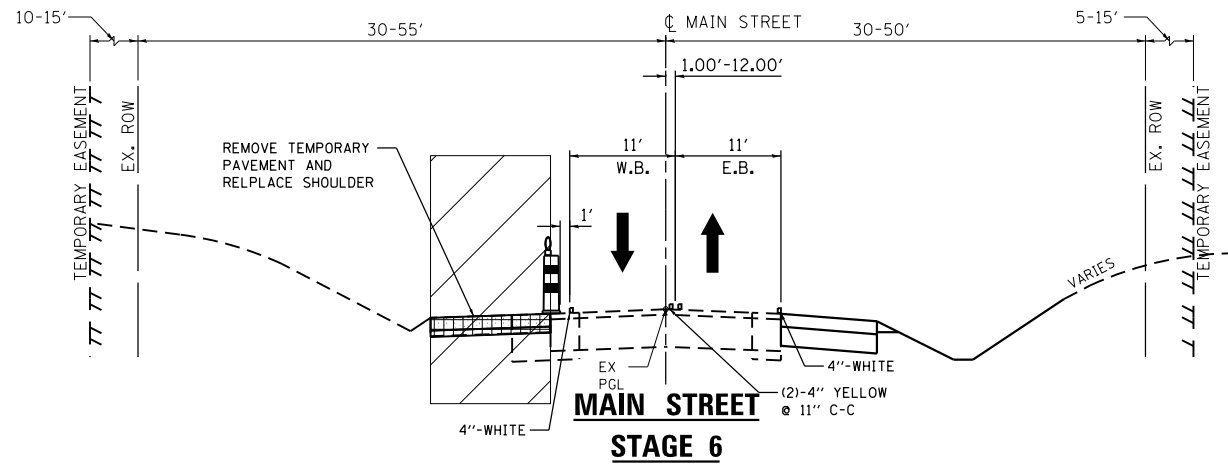 10-15'
30-55'
℄ MAIN STREET
30-50'
5-15'
1.00'-12.00'
TEMPORARY EASEMENT
EX. ROW
REMOVE TEMPORARY
PAVEMENT AND
RELPLACE SHOULDER
11'
W.B.
11'
E.B.
1'
EX. ROW
TEMPORARY EASEMENT
VARIES
EX
PGL
4"-WHITE
(2)-4" YELLOW
@ 11" C-C
4"-WHITE
MAIN STREET
STAGE 6